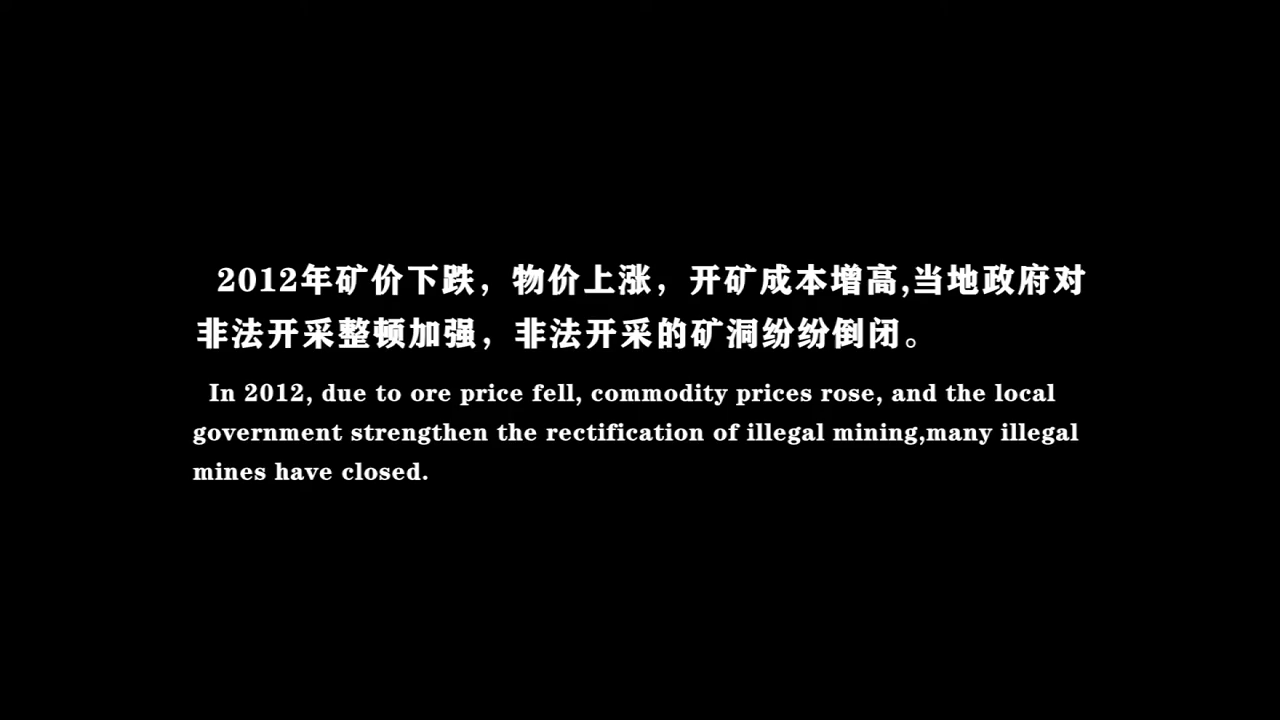 2012年矿价下跌，物价上涨，开矿成本增高,当地政府对
非法开采整顿加强，非法开采的矿洞纷纷倒闭。
In 2012, due to ore price fell, commodity prices rose, and the local
government strengthen the rectification of illegal mining,many illegal
mines have closed.